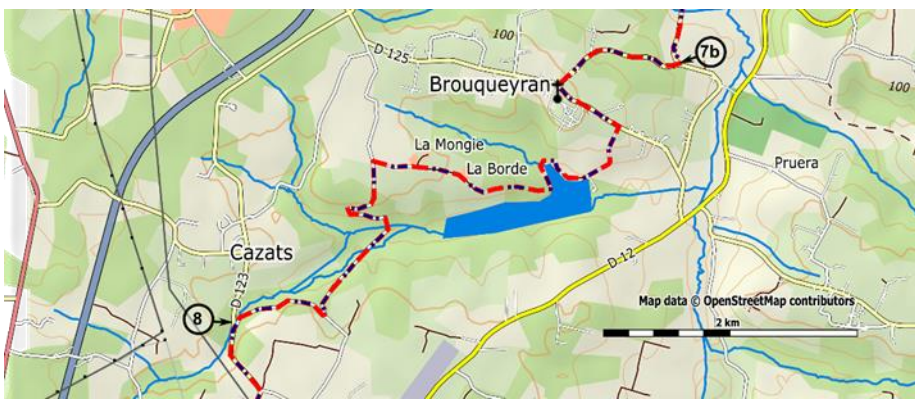 100
7b
D 125
Brouqueyran
100
La Mongie
La Borde
Pruera
Cazats
D 12
D 123
Map data © OpenStreetMap contributors
8
2 km